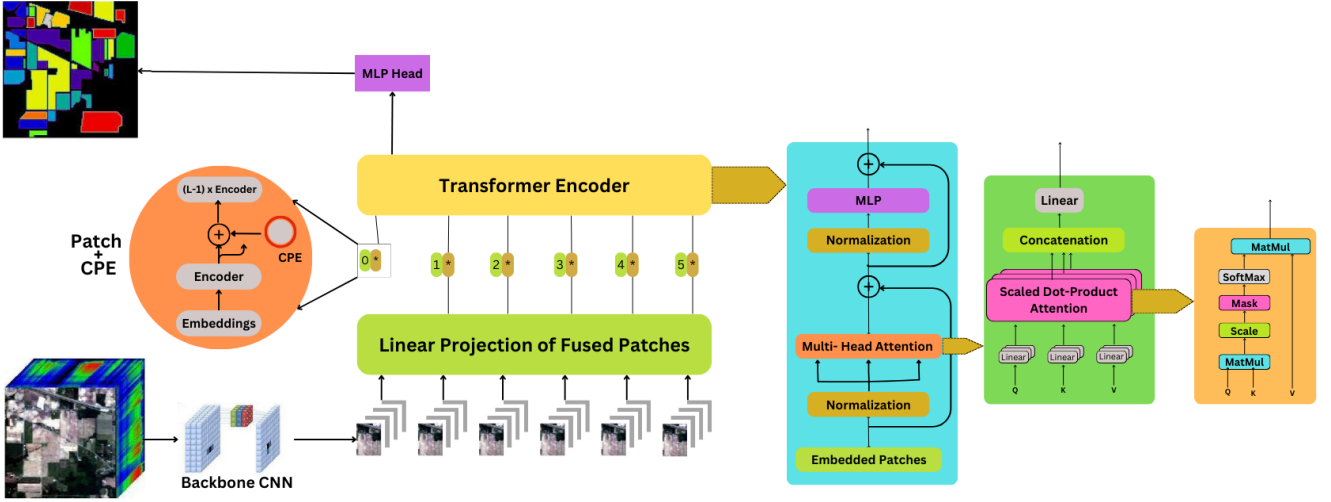 MLP Head
Transformer Encoder
(L-1) x Encoder
+
CPE
Encoder
Embeddings
Patch
+
CPE
0 *
1 *
2 *
3 *
4 *
5 *
Linear Projection of Fused Patches
Backbone CNN
+
MLP
Normalization
+
Multi- Head Attention
Normalization
Embedded Patches
Linear
Concatenation
Scaled Dot-Product
Attention
Linear
Linear
Linear
Q
K
V
MatMul
SoftMax
Mask
Scale
MatMul
Q
K
V